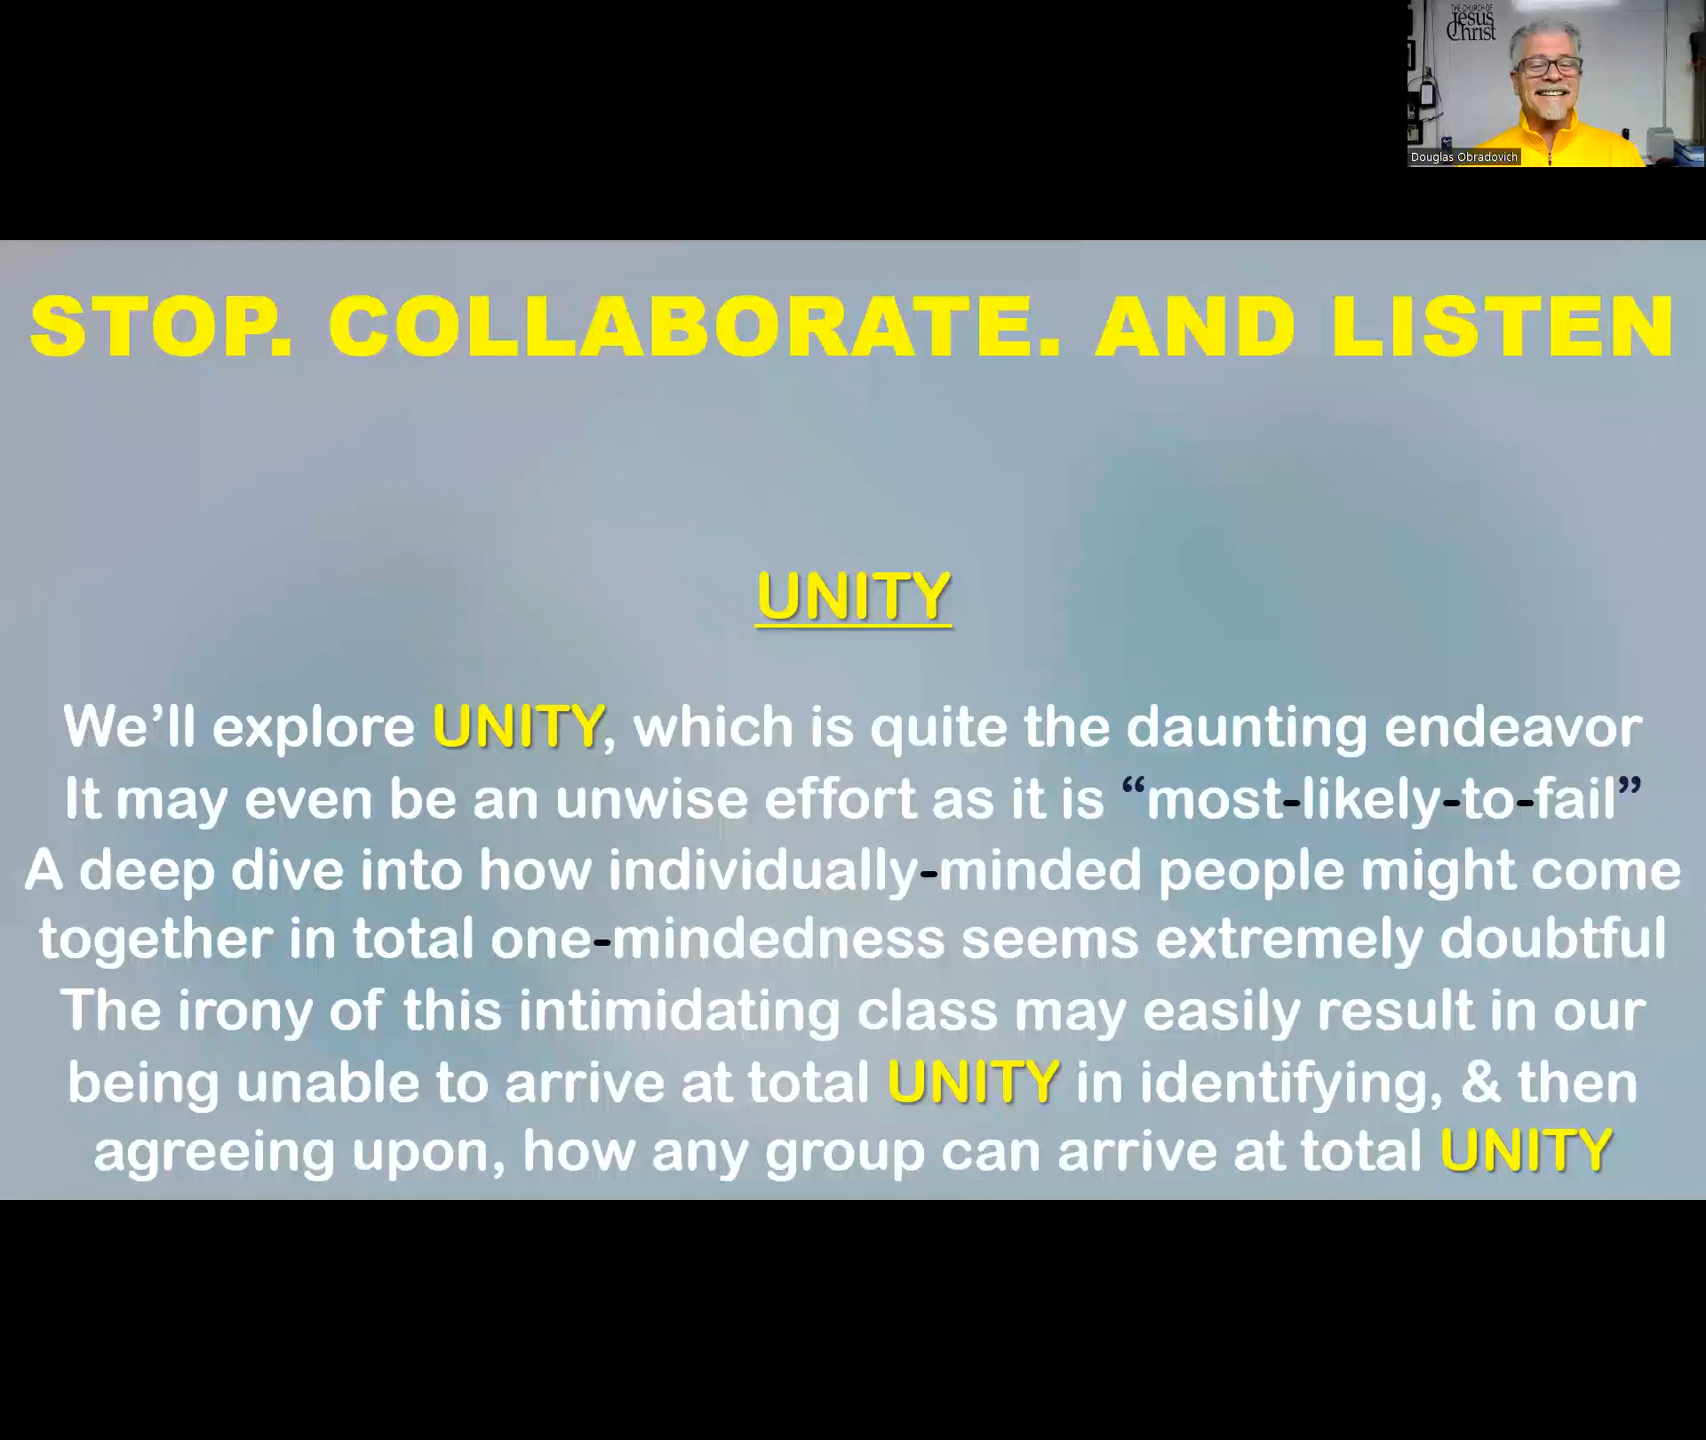 THE CHURCH OF
Jesus
Christ
Douglas Obradovich
STOP. COLLABORATE. AND LISTEN
UNITY
We’ll explore UNITY, which is quite the daunting endeavor
It may even be an unwise effort as it is “most-likely-to-fail”
A deep dive into how individually-minded people might come
together in total one-mindedness seems extremely doubtful
The irony of this intimidating class may easily result in our
being unable to arrive at total UNITY in identifying, & then
agreeing upon, how any group can arrive at total UNITY